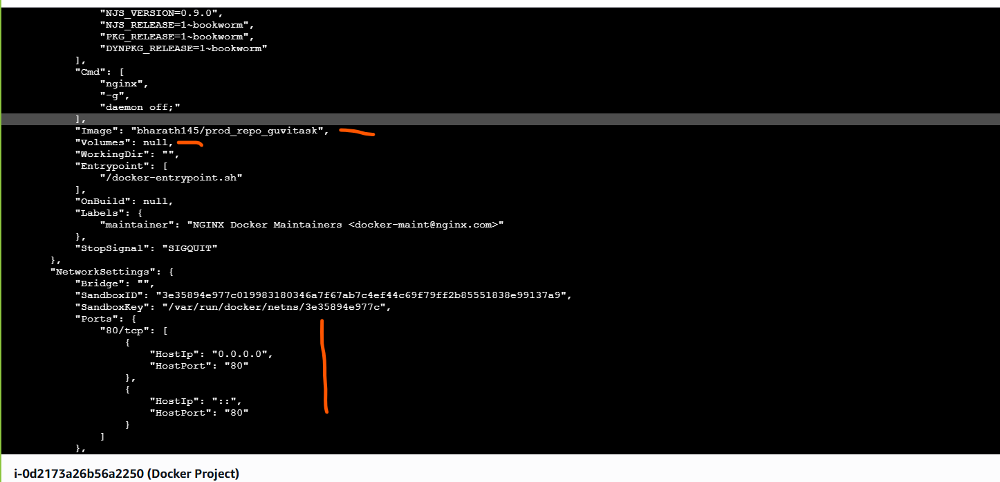 "NJS_VERSION=0.9.0",
"NJS_RELEASE=1~bookworm",
"PKG_RELEASE=1~bookworm",
"DYNPKG_RELEASE=1~bookworm"
],
"Cmd": [
"nginx",
"-g",
"daemon off;"
],
"Image": "bharath145/prod_repo_guvitask",
"Volumes": null,
"WorkingDir": "",
"Entrypoint": [
"/docker-entrypoint.sh"
],
"OnBuild": null,
"Labels": {
"maintainer": "NGINX Docker Maintainers <docker-maint@nginx.com>"
},
"StopSignal": "SIGQUIT"
},
"NetworkSettings": {
"Bridge": "",
"SandboxID": "3e35894e977c019983180346a7f67ab7c4ef44c69f79ff2b85551838e99137a9",
"SandboxKey": "/var/run/docker/netns/3e35894e977c",
"Ports": {
"80/tcp": [
{
"HostIp": "0.0.0.0",
"HostPort": "80"
},
{
"HostIp": "::",
"HostPort": "80"
}
]
},
i-0d2173a26b56a2250 (Docker Project)